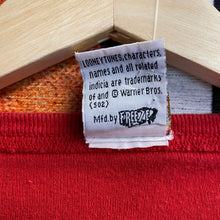 LOONEY TUNES, characters,
names and all related
indicia are trademarks
of and © Warner Bros.
(s02)
Mfd.by FREEZE